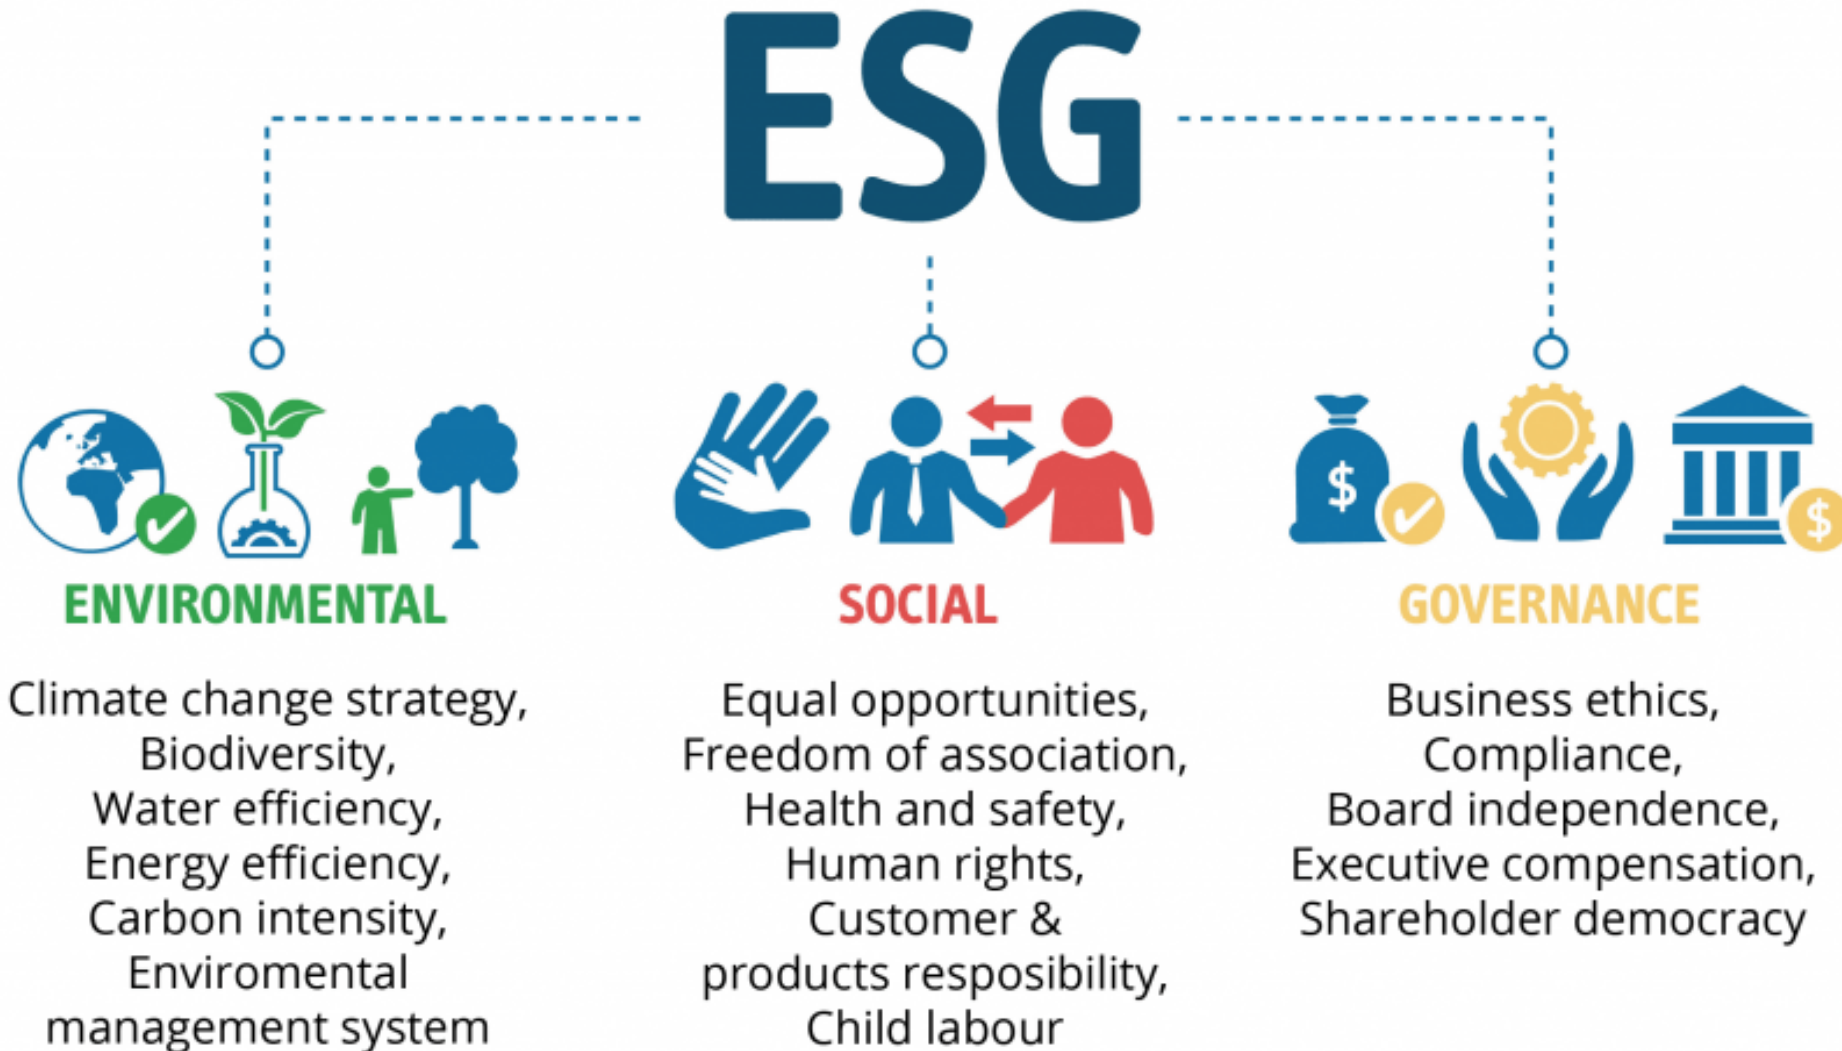 ESG
$
$
ENVIRONMENTAL
Climate change strategy,
Biodiversity,
Water efficiency,
Energy efficiency,
Carbon intensity,
Enviromental
management system
SOCIAL
Equal opportunities,
Freedom of association,
Health and safety,
Human rights,
Customer &
products resposibility,
Child labour
GOVERNANCE
Business ethics,
Compliance,
Board independence,
Executive compensation,
Shareholder democracy